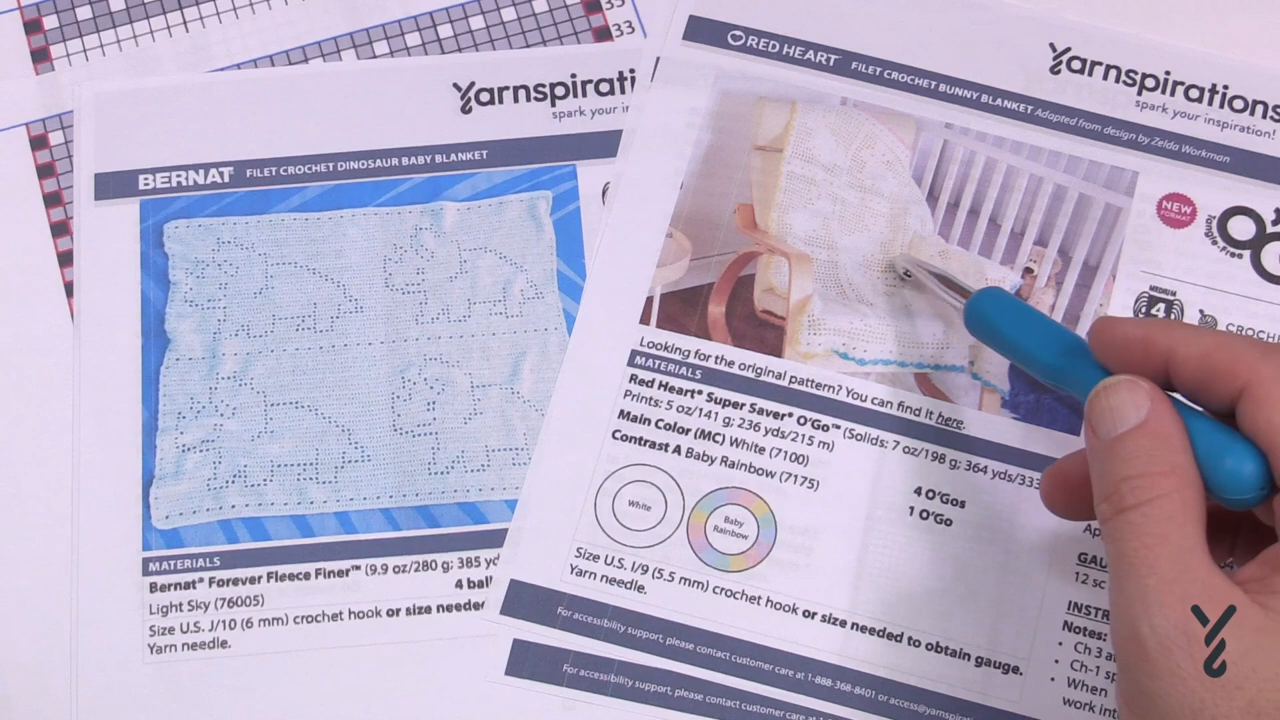 35
33
Yarnspirati
spark your in
BERNAT FILET CROCHET DINOSAUR BABY BLANKET
MATERIALS
Bernat® Forever Fleece Finer™ (9.9 oz/280 g; 385 yd
Light Sky (76005)
4 ball
Size U.S. J/10 (6 mm) crochet hook or size needed
Yarn needle.
RED HEART FILET CROCHET BUNNY BLANKET Adapted from design by Zelda Workman
Yarnspirations
spark your inspiration!
NEW
FORMAT
Tangle-Free
MEDIUM
4
CROCHE
Looking for the original pattern? You can find it here.
MATERIALS
Red Heart® Super Saver® O'Go™ (Solids: 7 oz/198 g; 364 yds/333
Prints: 5 oz/141 g; 236 yds/215 m)
Main Color (MC) White (7100)
4 O'Gos
Contrast A Baby Rainbow (7175)
1 O'Go
White
Baby
Rainbow
Size U.S. I/9 (5.5 mm) crochet hook or size needed to obtain gauge.
Yarn needle.
For accessibility support, please contact customer care at 1-888-368-8401 or access@yarnspirati
For accessibility support, please contact customer care at 1-8
GAU
12 sc
INSTR
Notes:
• Ch 3 a
• Ch-1 sp
• When
work int